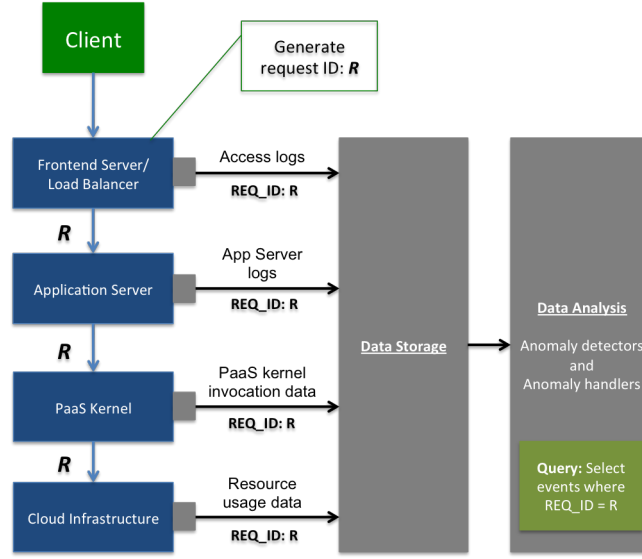 Client
Generate
request ID: R
Frontend Server/
Load Balancer
Access logs
REQ_ID: R
R
Application Server
App Server
logs
REQ_ID: R
R
PaaS Kernel
PaaS kernel
invocation data
REQ_ID: R
R
Cloud Infrastructure
Resource
usage data
REQ_ID: R
Data Storage
Data Analysis
Anomaly detectors
and
Anomaly handlers
Query: Select
events where
REQ_ID = R